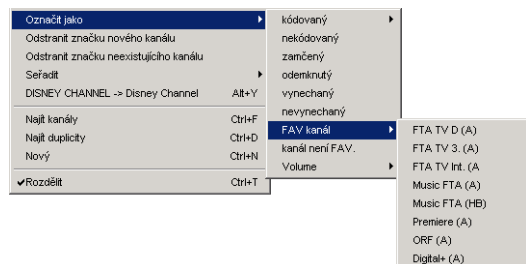 Označit jako
Odstranit značku nového kanálu
Odstranit značku neexistujícího kanálu
Seřadit
DISNEY CHANNEL -> Disney Channel Alt+Y
Najít kanály Ctrl+F
Najít duplicity Ctrl+D
Nový Ctrl+N
Rozdělit Ctrl+T
kódovaný
nekódovaný
zamčený
odemknutý
vynechaný
nevynechaný
FAV kanál
kanál není FAV.
Volume
FTA TV D (A)
FTA TV 3. (A)
FTA TV Int. (A
Music FTA (A)
Music FTA (HB)
Premiere (A)
ORF (A)
Digital+ (A)